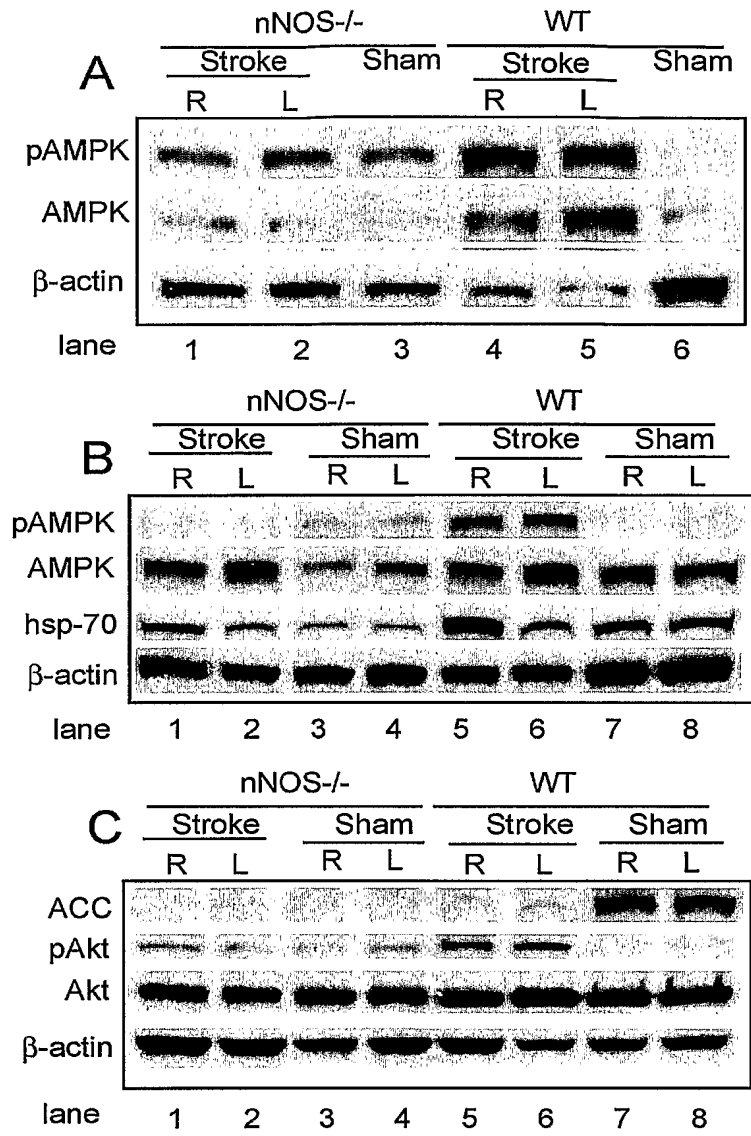 nNOS-/- WT
A Stroke Sham Stroke Sham
R L R L
pAMPK
AMPK
β-actin
lane 1 2 3 4 5 6
nNOS-/- WT
B Stroke Sham Stroke Sham
R L R L R L R L
pAMPK
AMPK
hsp-70
β-actin
lane 1 2 3 4 5 6 7 8
nNOS-/- WT
C Stroke Sham Stroke Sham
R L R L R L R L
ACC
pAkt
Akt
β-actin
lane 1 2 3 4 5 6 7 8